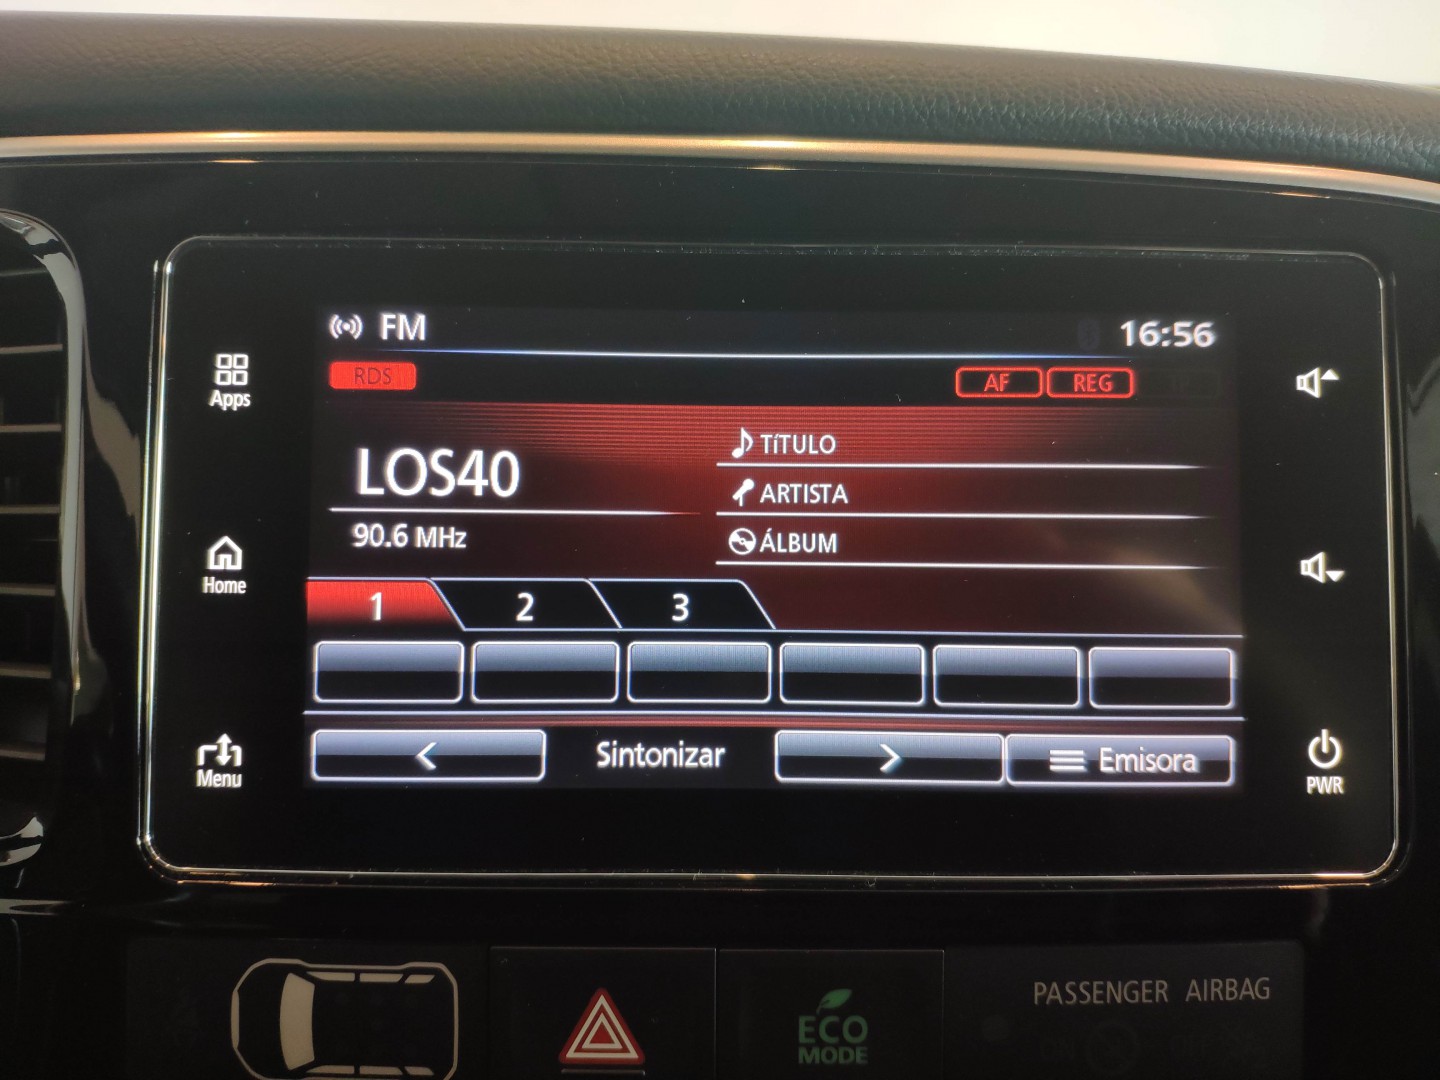 FM
16:56
RDS
AF
REG
TP
Apps
LOS40
90.6 MHz
TíTULO
ARTISTA
ÁLBUM
Home
1
2
3
Menu
Sintonizar
Emisora
PWR
ECO
MODE
PASSENGER AIRBAG